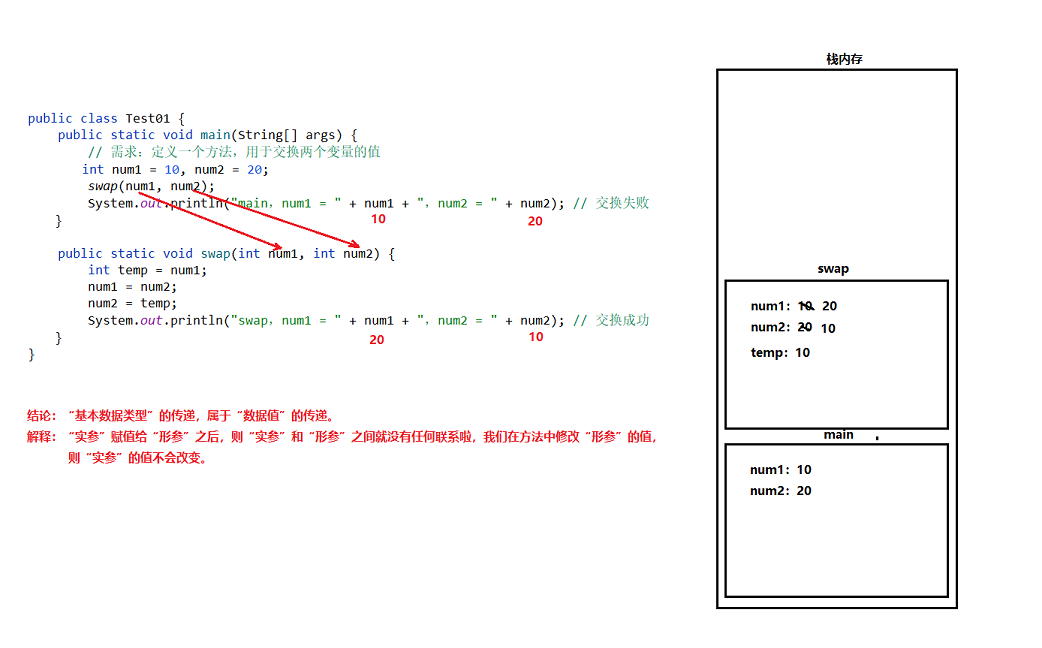 public class Test01 {
public static void main(String[] args) {
// 需求：定义一个方法，用于交换两个变量的值
int num1 = 10, num2 = 20;
swap(num1, num2);
System.out.println("main，num1 = " + num1 + "，num2 = " + num2); // 交换失败
} 10 20
public static void swap(int num1, int num2) {
int temp = num1;
num1 = num2;
num2 = temp;
System.out.println("swap，num1 = " + num1 + "，num2 = " + num2); // 交换成功
} 20 10
}
结论：“基本数据类型”的传递，属于“数据值”的传递。
解释：“实参”赋值给“形参”之后，则“实参”和“形参”之间就没有任何联系啦，我们在方法中修改“形参”的值，
则“实参”的值不会改变。
栈内存
swap
num1：10 20
num2：20 10
temp：10
main
num1：10
num2：20